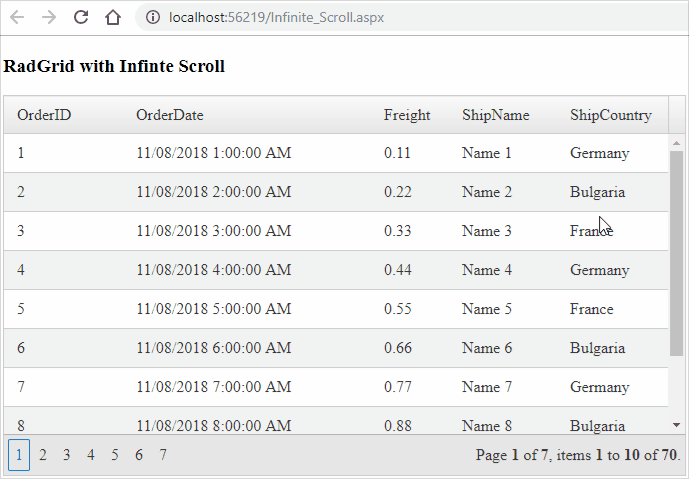 localhost:56219/Infinite_Scroll.aspx
RadGrid with Infinte Scroll
OrderID OrderDate Freight ShipName ShipCountry
1 11/08/2018 1:00:00 AM 0.11 Name 1 Germany
2 11/08/2018 2:00:00 AM 0.22 Name 2 Bulgaria
3 11/08/2018 3:00:00 AM 0.33 Name 3 France
4 11/08/2018 4:00:00 AM 0.44 Name 4 Germany
5 11/08/2018 5:00:00 AM 0.55 Name 5 France
6 11/08/2018 6:00:00 AM 0.66 Name 6 Bulgaria
7 11/08/2018 7:00:00 AM 0.77 Name 7 Germany
8 11/08/2018 8:00:00 AM 0.88 Name 8 Bulgaria
1 2 3 4 5 6 7 Page 1 of 7, items 1 to 10 of 70.